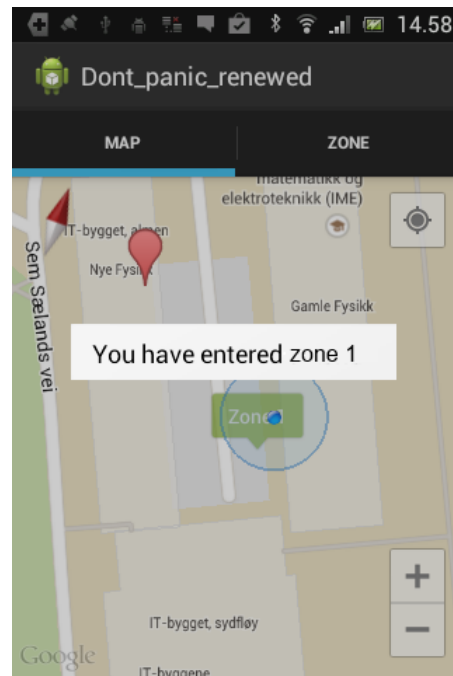 14.58
Dont_panic_renewed
MAP
ZONE
matematikk og
elektroteknikk (IME)
IT-bygget,
Nye Fysikk
Gamle Fysikk
Sem Sælands vei
You have entered zone 1
IT-bygget, sydfløy
Google
IT-byggene